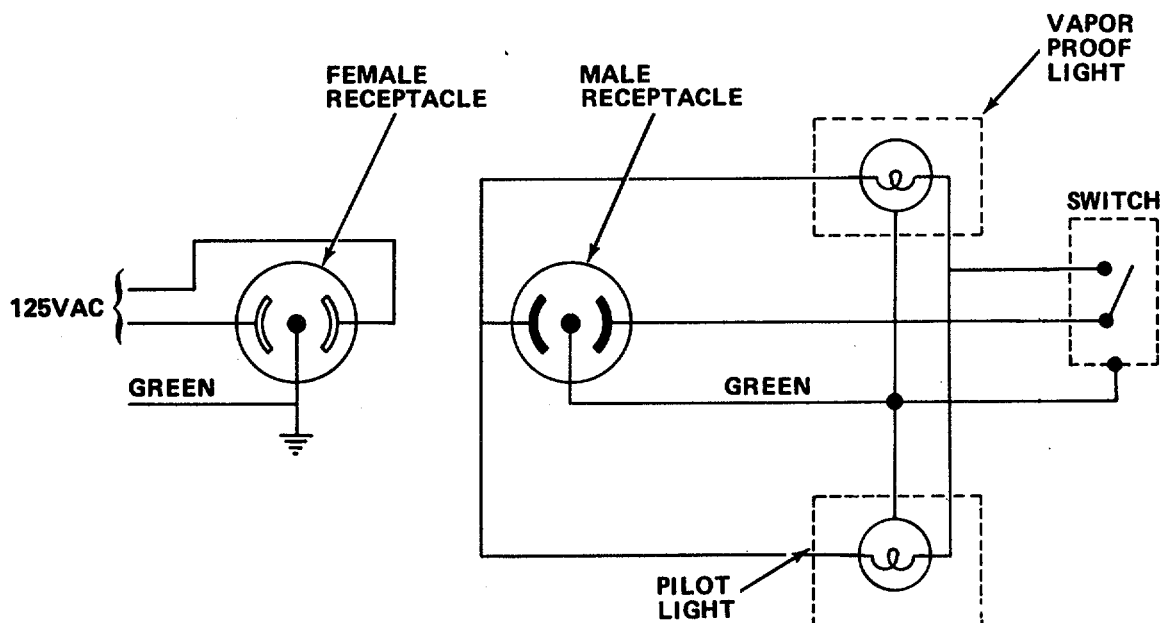 VAPOR
PROOF
LIGHT
FEMALE
RECEPTACLE
MALE
RECEPTACLE
SWITCH
125VAC
GREEN
GREEN
PILOT
LIGHT